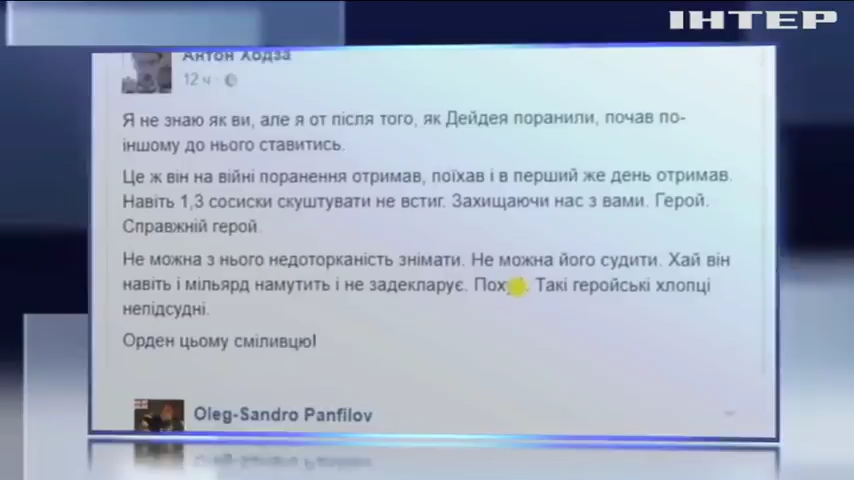 ІНТЕР
Антон Ходза
12 ч
Я не знаю як ви, але я от після того, як Дейдея поранили, почав по-
іншому до нього ставитись.
Це ж він на війні поранення отримав, поїхав і в перший же день отримав.
Навіть 1,3 сосиски скуштувати не встиг. Захищаючи нас з вами. Герой.
Справжній герой.
Не можна з нього недоторканість знімати. Не можна його судити. Хай він
навіть і мільярд намутить і не задекларує. Пох . Такі геройські хлопці
непідсудні.
Орден цьому сміливцю!
Oleg-Sandro Panfilov